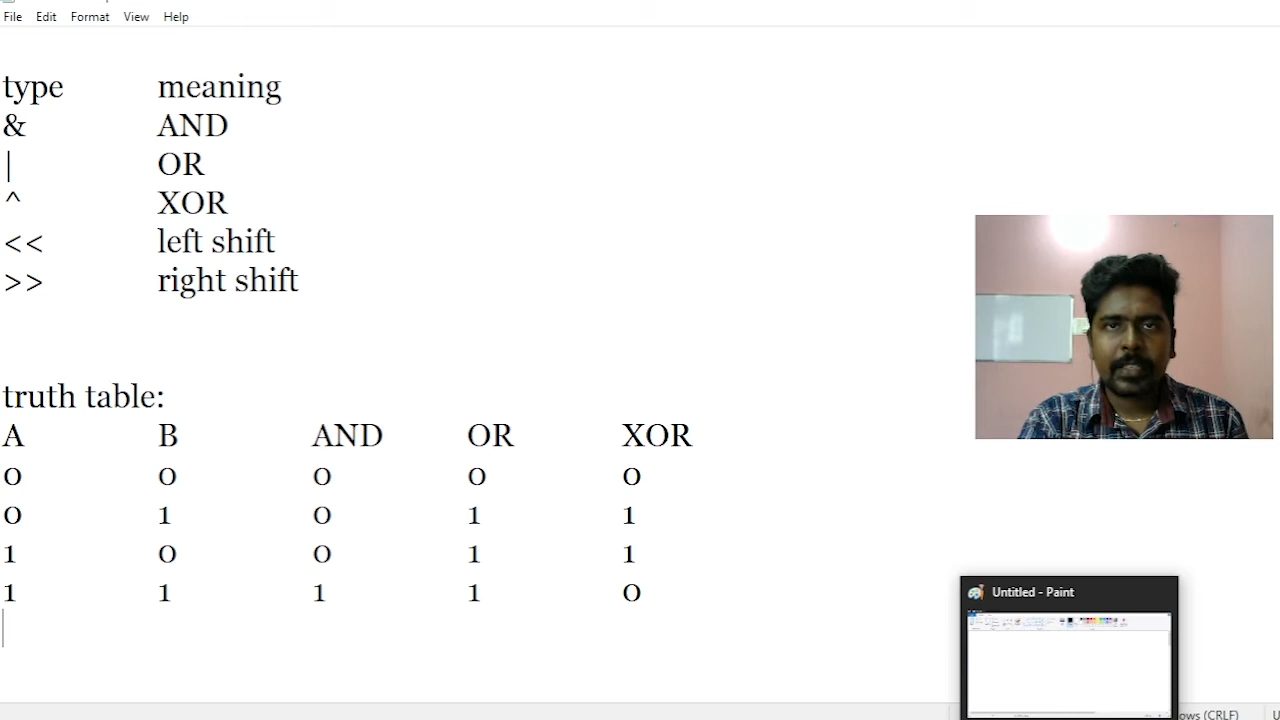 File Edit Format View Help
type meaning
& AND
| OR
^ XOR
<< left shift
>> right shift
truth table:
A B AND OR XOR
0 0 0 0 0
0 1 0 1 1
1 0 0 1 1
1 1 1 1 0
Untitled - Paint
ows (CRLF) U